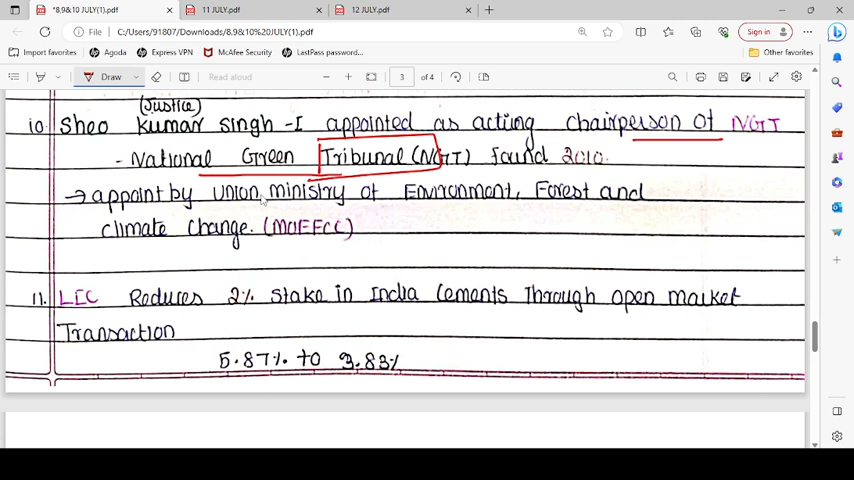 *8,9&10 JULY(1).pdf
11 JULY.pdf
12 JULY.pdf
File
C:/Users/91807/Downloads/8,9&10%20JULY(1).pdf
Sign in
Import favorites
Agoda
Express VPN
McAfee Security
LastPass password...
Other favorites
Draw
Read aloud
3
of 4
(Justice)
10. Sheo Kumar Singh-I appointed as acting Chairperson of NGT
- National Green Tribunal (NGT) found 2010.
→ appoint by Union ministry of Environment, Forest and
climate change. (MOEFCC)
11. LIC Reduces 2% stake in India Cements Through open market
Transaction
5.87% to 3.83%